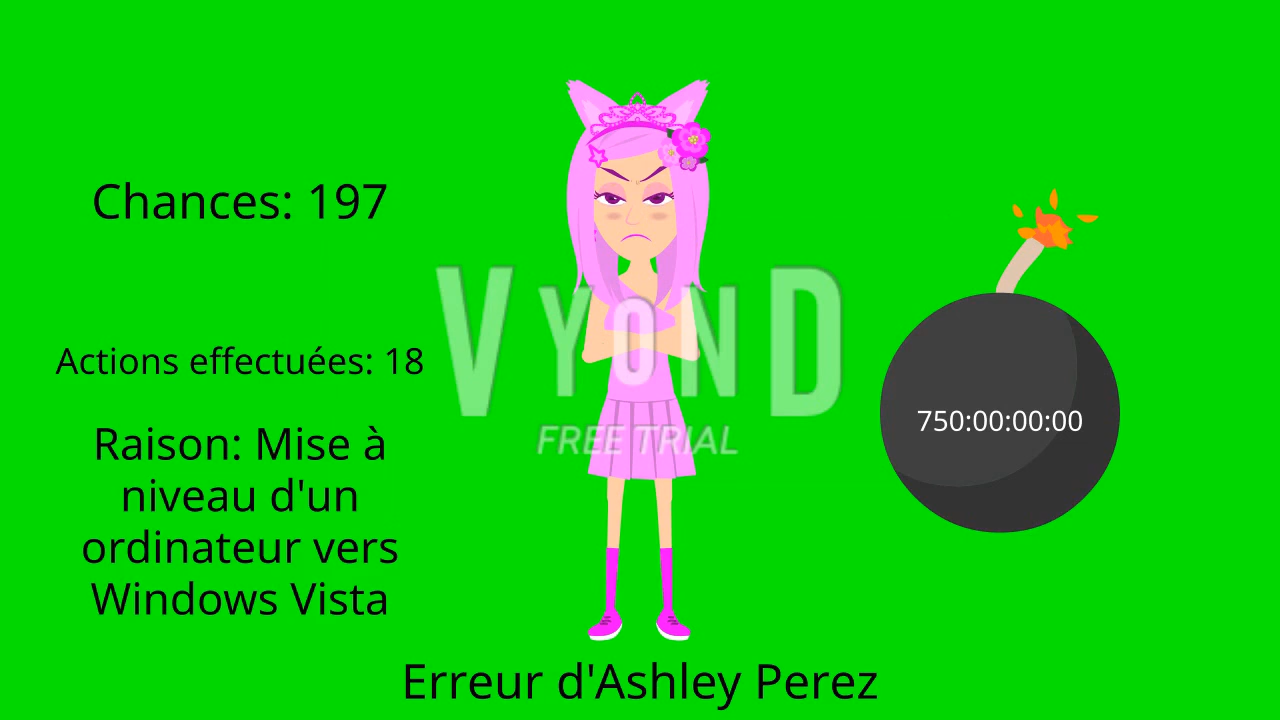 Chances: 197
Actions effectuées: 18
Raison: Mise à
niveau d'un
ordinateur vers
Windows Vista
VYOND
FREE TRIAL
750:00:00:00
Erreur d'Ashley Perez